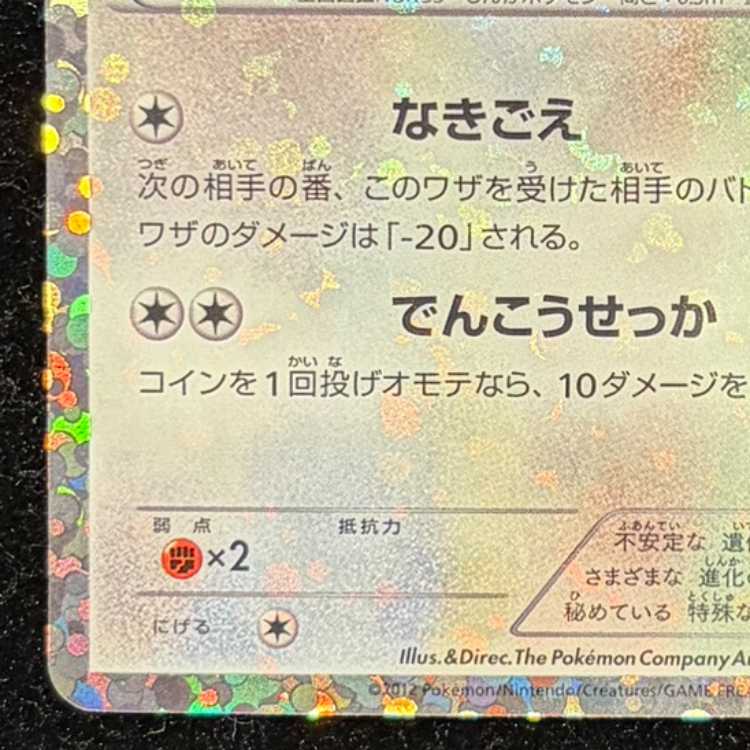 なきごえ
次の相手の番、このワザを受けた相手のバト
ワザのダメージは「-20」される。
でんこうせっか
コインを1回投げオモテなら、10ダメージを
弱点
抵抗力
×2
にげる
不安定な 遺伝
さまざまな 進化
秘めている 特殊な
Illus.&Direc.The Pokémon Company A
©2012 Pokémon/Nintendo/Creatures/GAME FRE